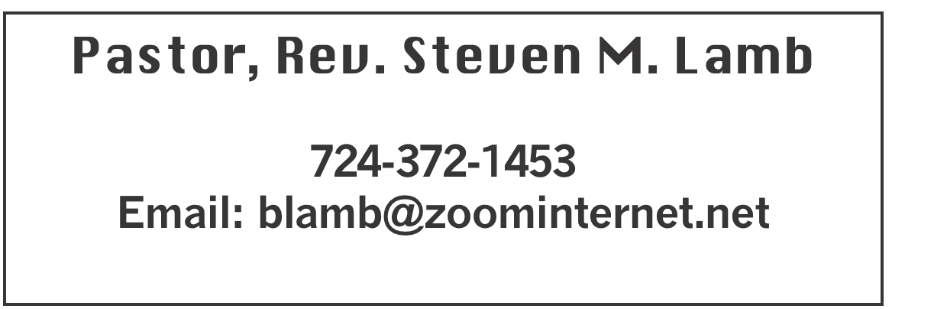 Pastor, Rev. Steven M. Lamb
724-372-1453
Email: blamb@zoominternet.net